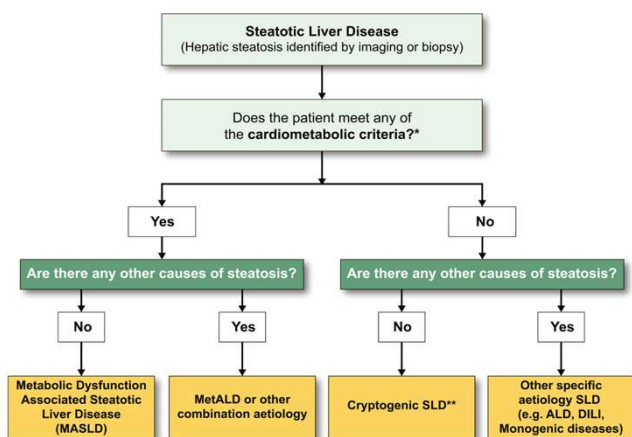 Steatotic Liver Disease
(Hepatic steatosis identified by imaging or biopsy)
Does the patient meet any of
the cardiometabolic criteria?*
Yes
No
Are there any other causes of steatosis?
Are there any other causes of steatosis?
No
Yes
No
Yes
Metabolic Dysfunction
Associated Steatotic
Liver Disease
(MASLD)
MetALD or other
combination aetiology
Cryptogenic SLD**
Other specific
aetiology SLD
(e.g. ALD, DILI,
Monogenic diseases)